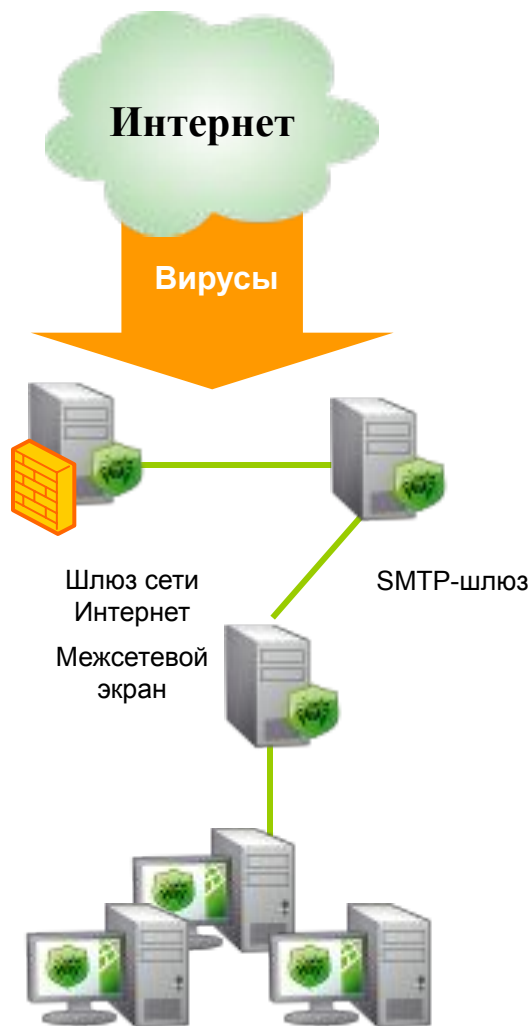 Интернет
Вирусы
Шлюз сети
Интернет
Межсетевой
экран
SMTP-шлюз